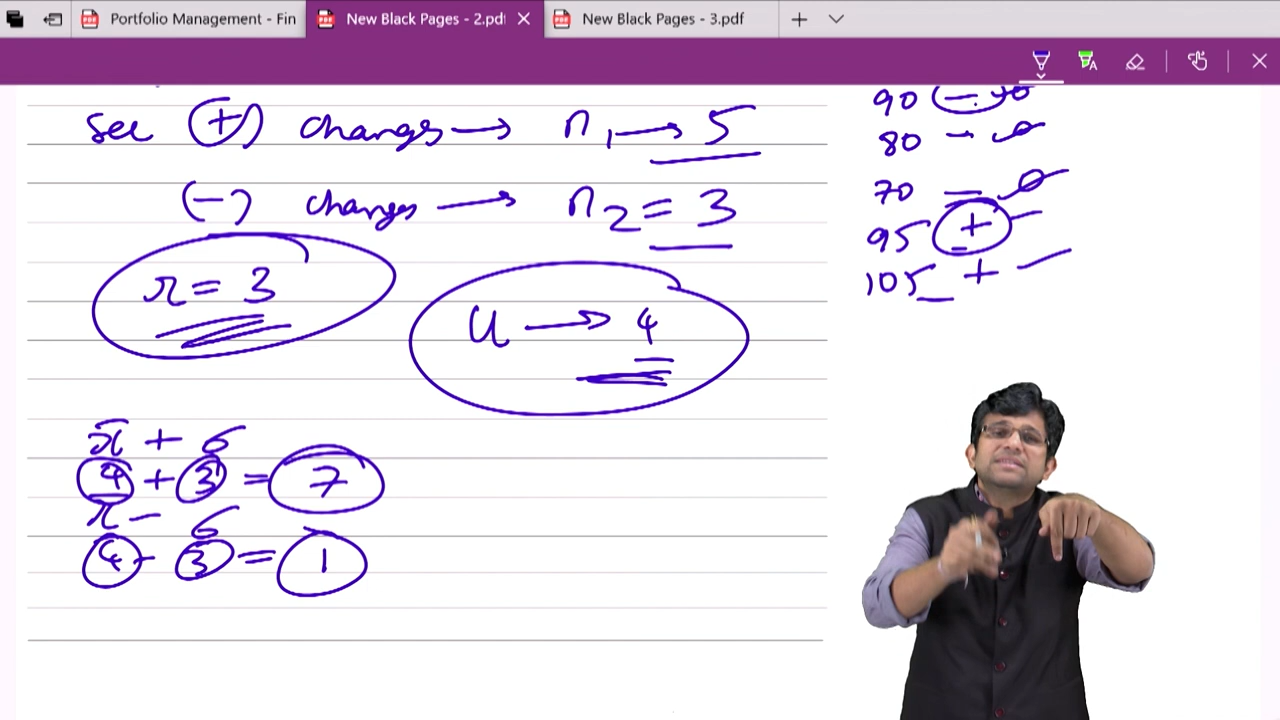 Portfolio Management - Fin
New Black Pages - 2.pdf
New Black Pages - 3.pdf
see (+) changes → n₁ → 5
(-) changes → n₂ = 3
r = 3
u → 4
x̄ + 6
4 + 3 = 7
4 - 3 = 1
90 -
80 -
70 -
95 +
105 +